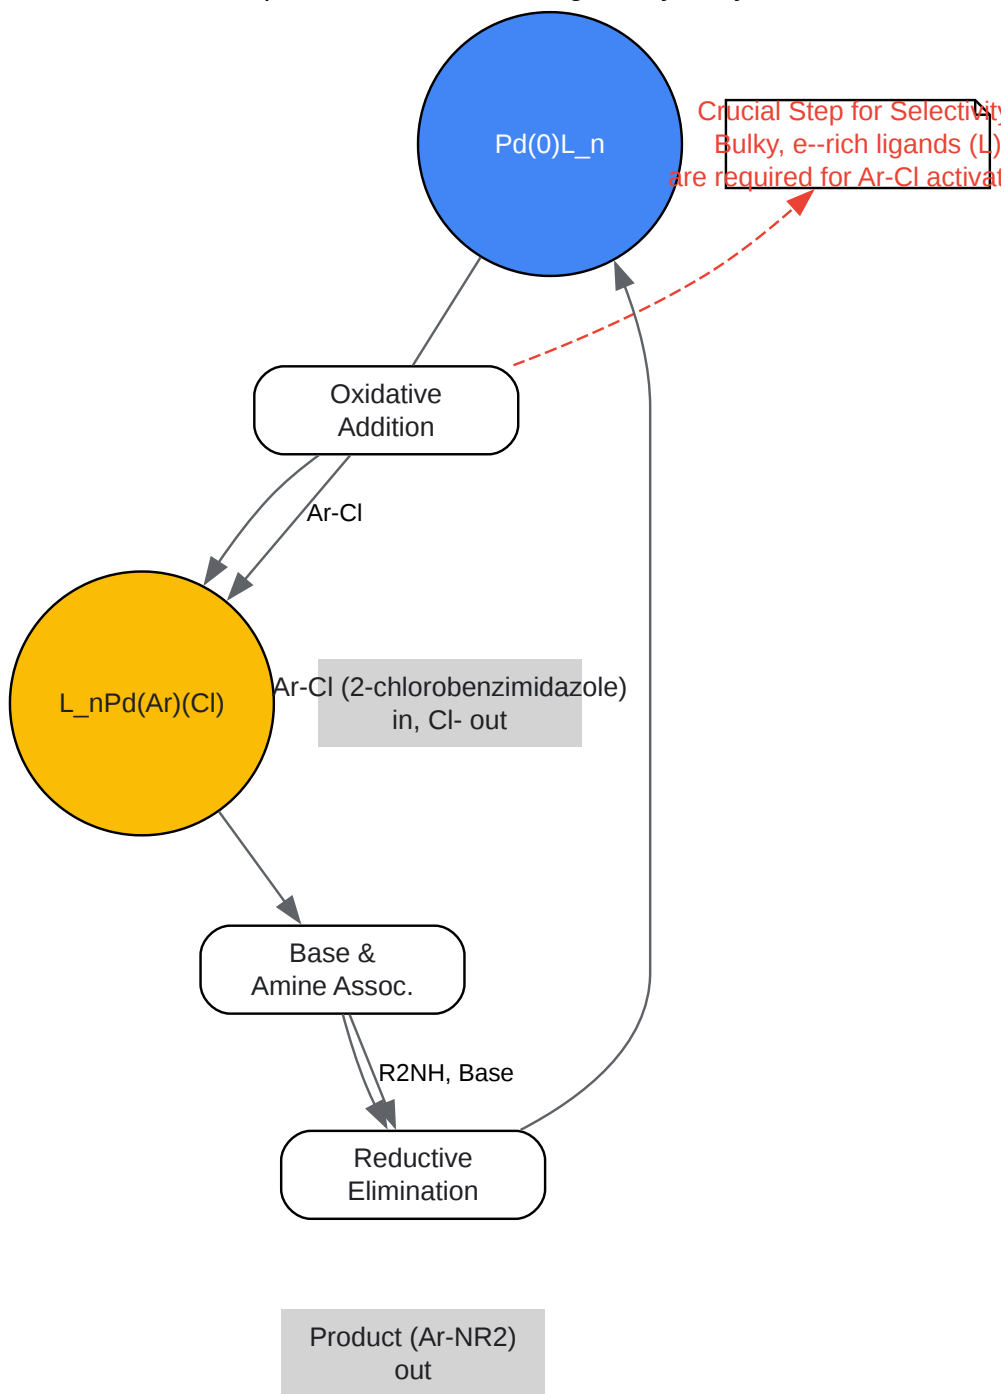 Pd(0)L_n
Crucial Step for Selectivity
Bulky, e--rich ligands (L)
are required for Ar-Cl
Oxidative
Addition
Ar-Cl
L_nPd(Ar)(Cl)
Ar-Cl (2-chlorobenzimidazole)
in, Cl- out
Base &
Amine Assoc.
R2NH, Base
Reductive
Elimination
Product (Ar-NR2)
out